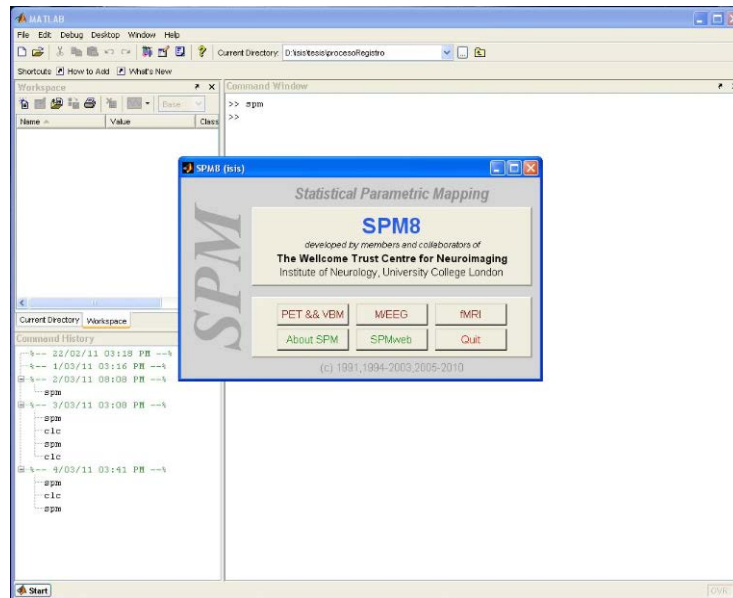 MATLAB
File Edit Debug Desktop Window Help
Current Directory: D:\isis\tesis\procesoRegistro
Shortcuts How to Add What's New
Workspace
Base
Name Value Class
Command Window
>> spm
>>
SPM8 (isis)
SPM
Statistical Parametric Mapping
SPM8
developed by members and collaborators of
The Wellcome Trust Centre for Neuroimaging
Institute of Neurology, University College London
PET && VBM M/EEG fMRI
About SPM SPMweb Quit
(c) 1991,1994-2003,2005-2010
Current Directory Workspace
Command History
%-- 22/02/11 03:18 PM --%
%-- 1/03/11 03:16 PM --%
%-- 2/03/11 08:08 PM --%
spm
%-- 3/03/11 03:08 PM --%
spm
clc
spm
clc
%-- 4/03/11 03:41 PM --%
spm
clc
spm
Start
OVR